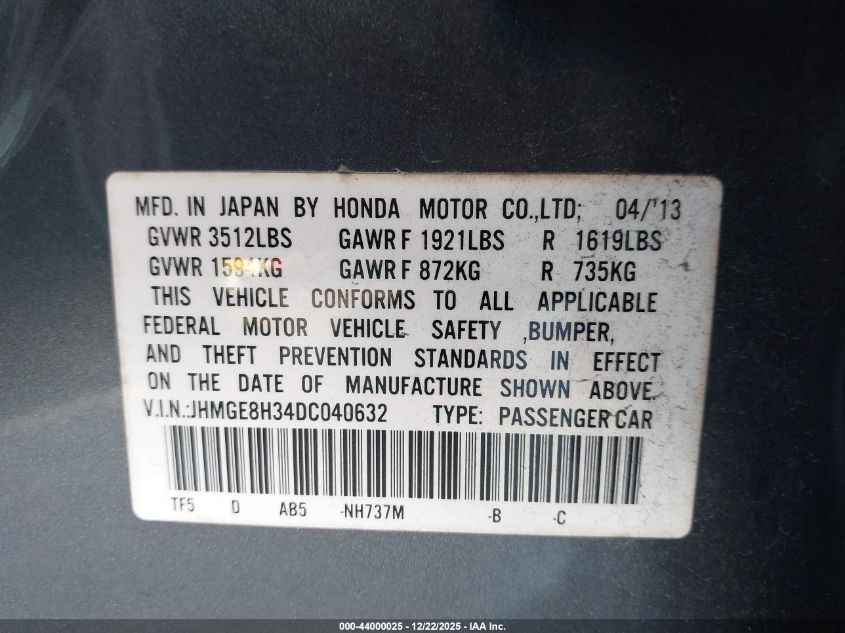 MFD. IN JAPAN BY HONDA MOTOR CO.,LTD; 04/'13
GVWR 3512LBS GAWR F 1921LBS R 1619LBS
GVWR 1594KG GAWR F 872KG R 735KG
THIS VEHICLE CONFORMS TO ALL APPLICABLE
FEDERAL MOTOR VEHICLE SAFETY ,BUMPER,
AND THEFT PREVENTION STANDARDS IN EFFECT
ON THE DATE OF MANUFACTURE SHOWN ABOVE.
V.I.N.:JHMGE8H34DC040632 TYPE: PASSENGER CAR
TF5 D AB5 -NH737M -B -C
000-44000025 - 12/22/2025 - IAA Inc.